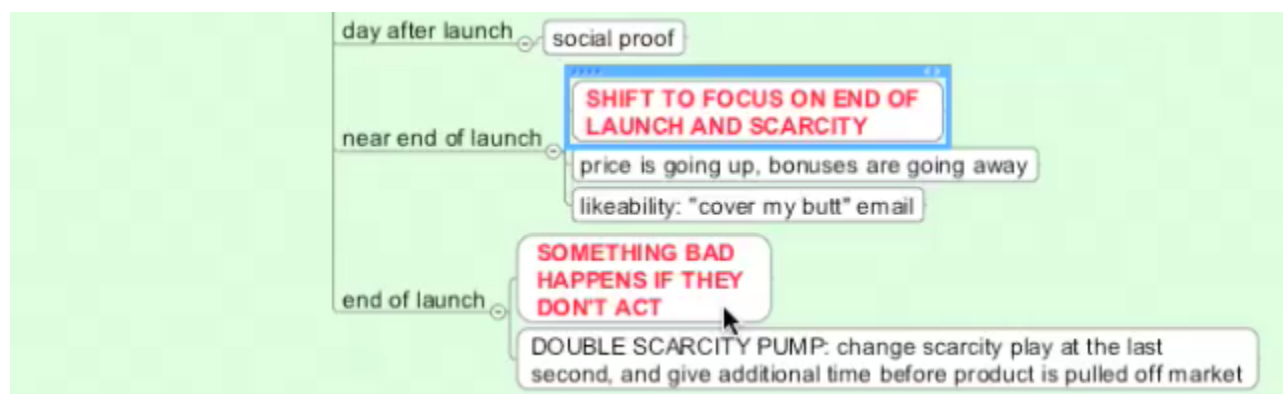 day after launch
social proof
near end of launch
SHIFT TO FOCUS ON END OF
LAUNCH AND SCARCITY
price is going up, bonuses are going away
likeability: "cover my butt" email
end of launch
SOMETHING BAD
HAPPENS IF THEY
DON'T ACT
DOUBLE SCARCITY PUMP: change scarcity play at the last
second, and give additional time before product is pulled off market